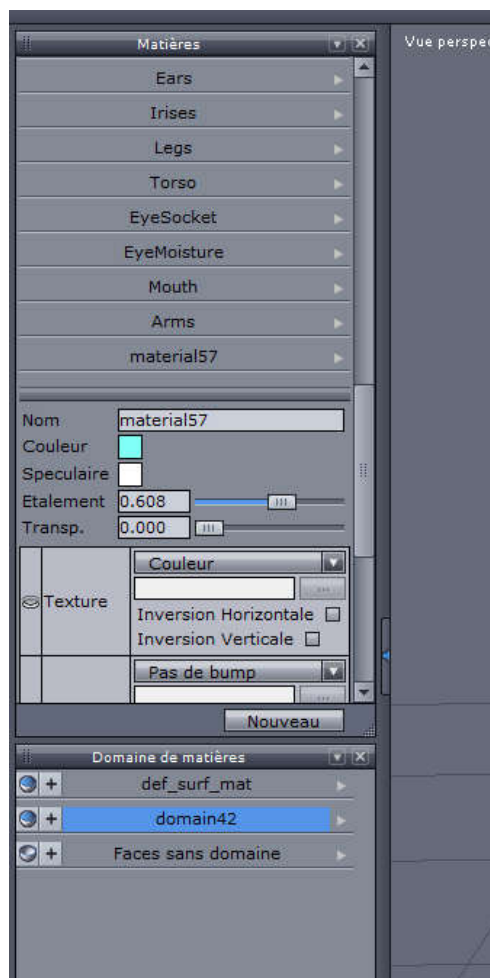 Matières
Vue perspec
Ears
Irises
Legs
Torso
EyeSocket
EyeMoisture
Mouth
Arms
material57
Nom material57
Couleur
Speculaire
Etalement 0.608
Transp. 0.000
Couleur
Texture
Inversion Horizontale
Inversion Verticale
Pas de bump
Nouveau
Domaine de matières
+ def_surf_mat
+ domain42
+ Faces sans domaine